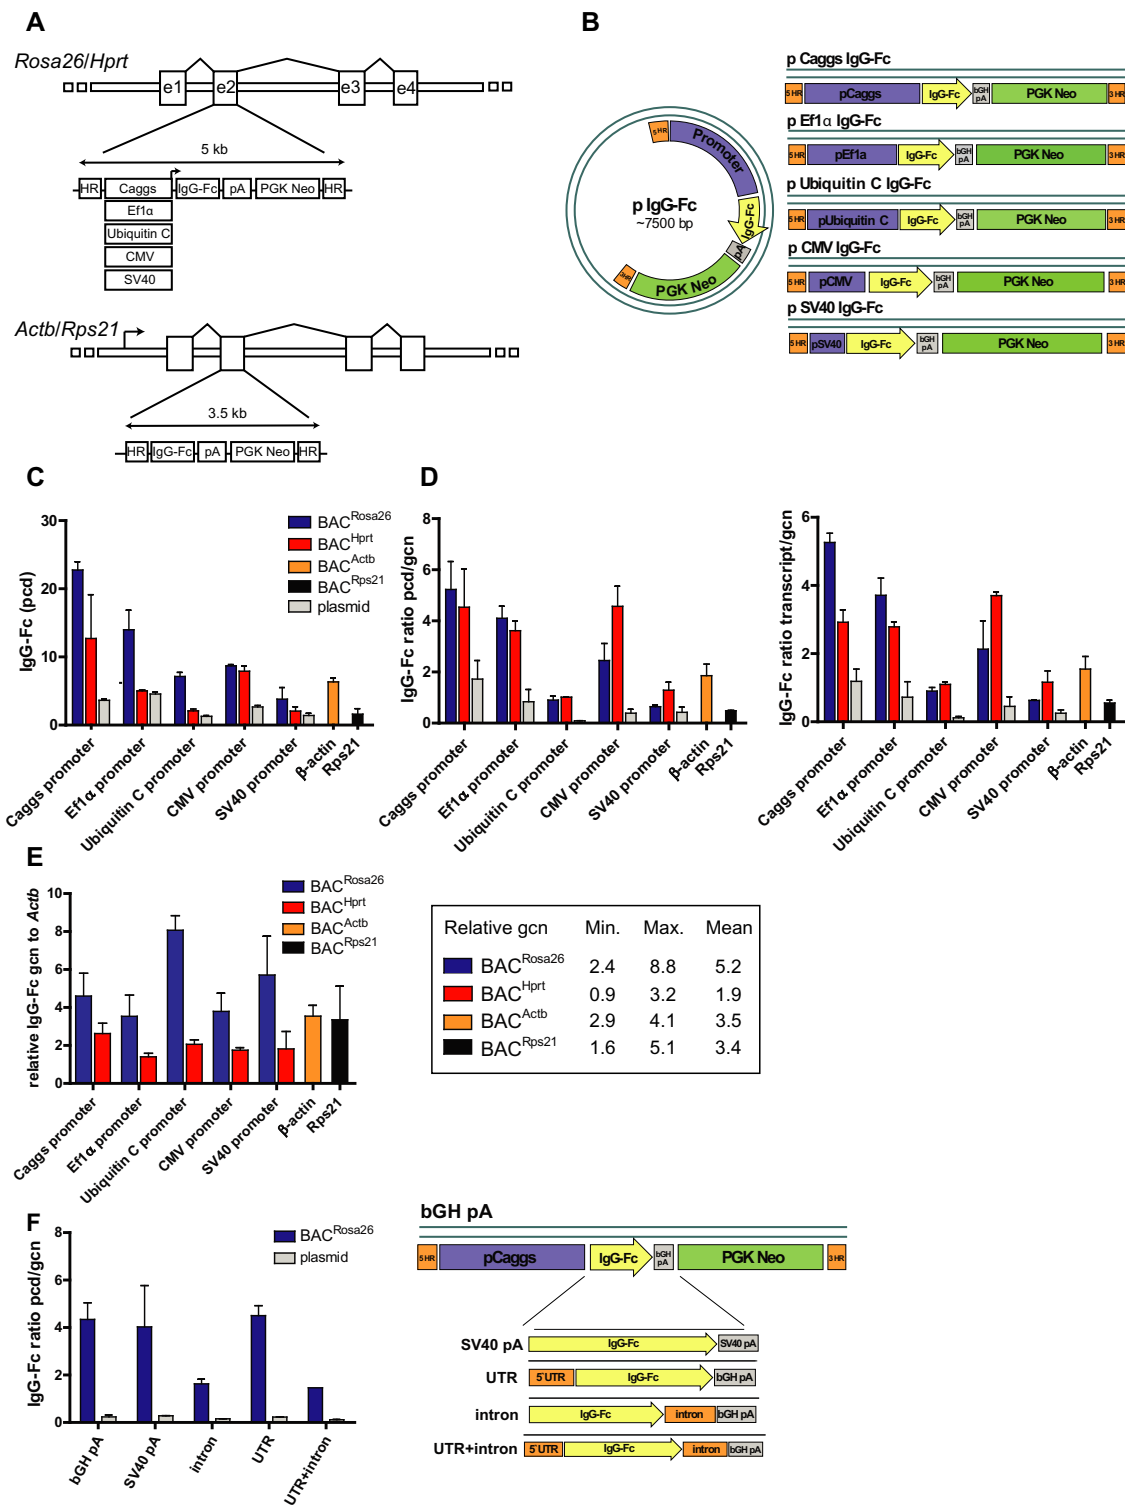 A
Rosa26/Hprt
e1 e2 e3 e4
5 kb
HR Caggs IgG-Fc pA PGK Neo HR
Ef1α
Ubiquitin C
CMV
SV40
Actb/Rps21
3.5 kb
HR IgG-Fc pA PGK Neo HR
B
5 HR Promoter IgG-Fc pA PGK Neo 3HR
p IgG-Fc
~7500 bp
p Caggs IgG-Fc
5 HR pCaggs IgG-Fc bGH pA PGK Neo 3 HR
p Ef1α IgG-Fc
5 HR pEf1a IgG-Fc bGH pA PGK Neo 3 HR
p Ubiquitin C IgG-Fc
5 HR pUbiquitin C IgG-Fc bGH pA PGK Neo 3 HR
p CMV IgG-Fc
5 HR pCMV IgG-Fc bGH pA PGK Neo 3 HR
p SV40 IgG-Fc
5 HR pSV40 IgG-Fc bGH pA PGK Neo 3 HR
C
IgG-Fc (pcd)
30
20
10
0
BAC Rosa26
BAC Hprt
BAC Actb
BAC Rps21
plasmid
Caggs promoter
Ef1α promoter
Ubiquitin C promoter
CMV promoter
SV40 promoter
β-actin
Rps21
D
IgG-Fc ratio pcd/gcn
8
6
4
2
0
Caggs promoter
Ef1α promoter
Ubiquitin C promoter
CMV promoter
SV40 promoter
β-actin
Rps21
IgG-Fc ratio transcript/gcn
6
4
2
0
Caggs promoter
Ef1α promoter
Ubiquitin C promoter
CMV promoter
SV40 promoter
β-actin
Rps21
E
relative IgG-Fc gcn to Actb
10
8
6
4
2
0
BAC Rosa26
BAC Hprt
BAC Actb
BAC Rps21
Caggs promoter
Ef1α promoter
Ubiquitin C promoter
CMV promoter
SV40 promoter
β-actin
Rps21
Relative gcn Min. Max. Mean
BAC Rosa26 2.4 8.8 5.2
BAC Hprt 0.9 3.2 1.9
BAC Actb 2.9 4.1 3.5
BAC Rps21 1.6 5.1 3.4
F
IgG-Fc ratio pcd/gcn
8
6
4
2
0
BAC Rosa26
plasmid
bGH pA
SV40 pA
intron
UTR
UTR+intron
bGH pA
5 HR pCaggs IgG-Fc bGH pA PGK Neo 3 HR
SV40 pA IgG-Fc SV40 pA
UTR 5'UTR IgG-Fc bGH pA
intron IgG-Fc intron bGH pA
UTR+intron 5'UTR IgG-Fc intron bGH pA